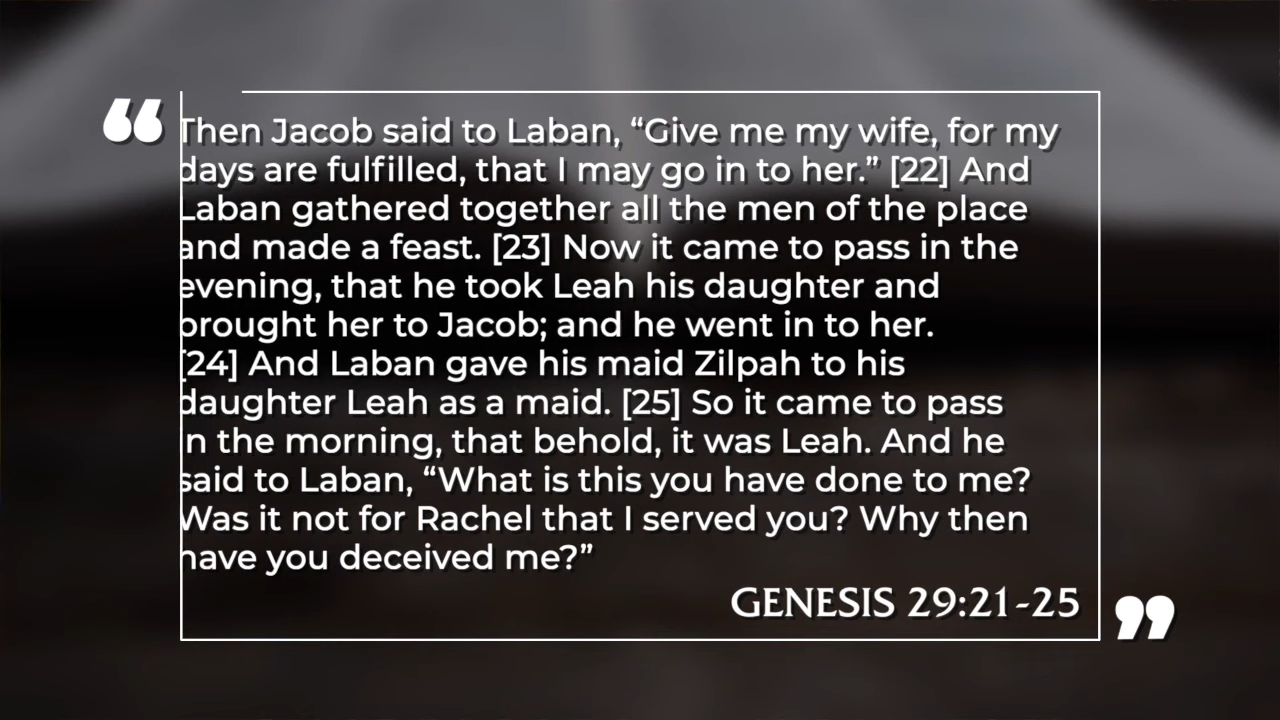 Then Jacob said to Laban, “Give me my wife, for my
days are fulfilled, that I may go in to her.” [22] And
Laban gathered together all the men of the place
and made a feast. [23] Now it came to pass in the
evening, that he took Leah his daughter and
brought her to Jacob; and he went in to her.
[24] And Laban gave his maid Zilpah to his
daughter Leah as a maid. [25] So it came to pass
in the morning, that behold, it was Leah. And he
said to Laban, “What is this you have done to me?
Was it not for Rachel that I served you? Why then
have you deceived me?”
GENESIS 29:21-25